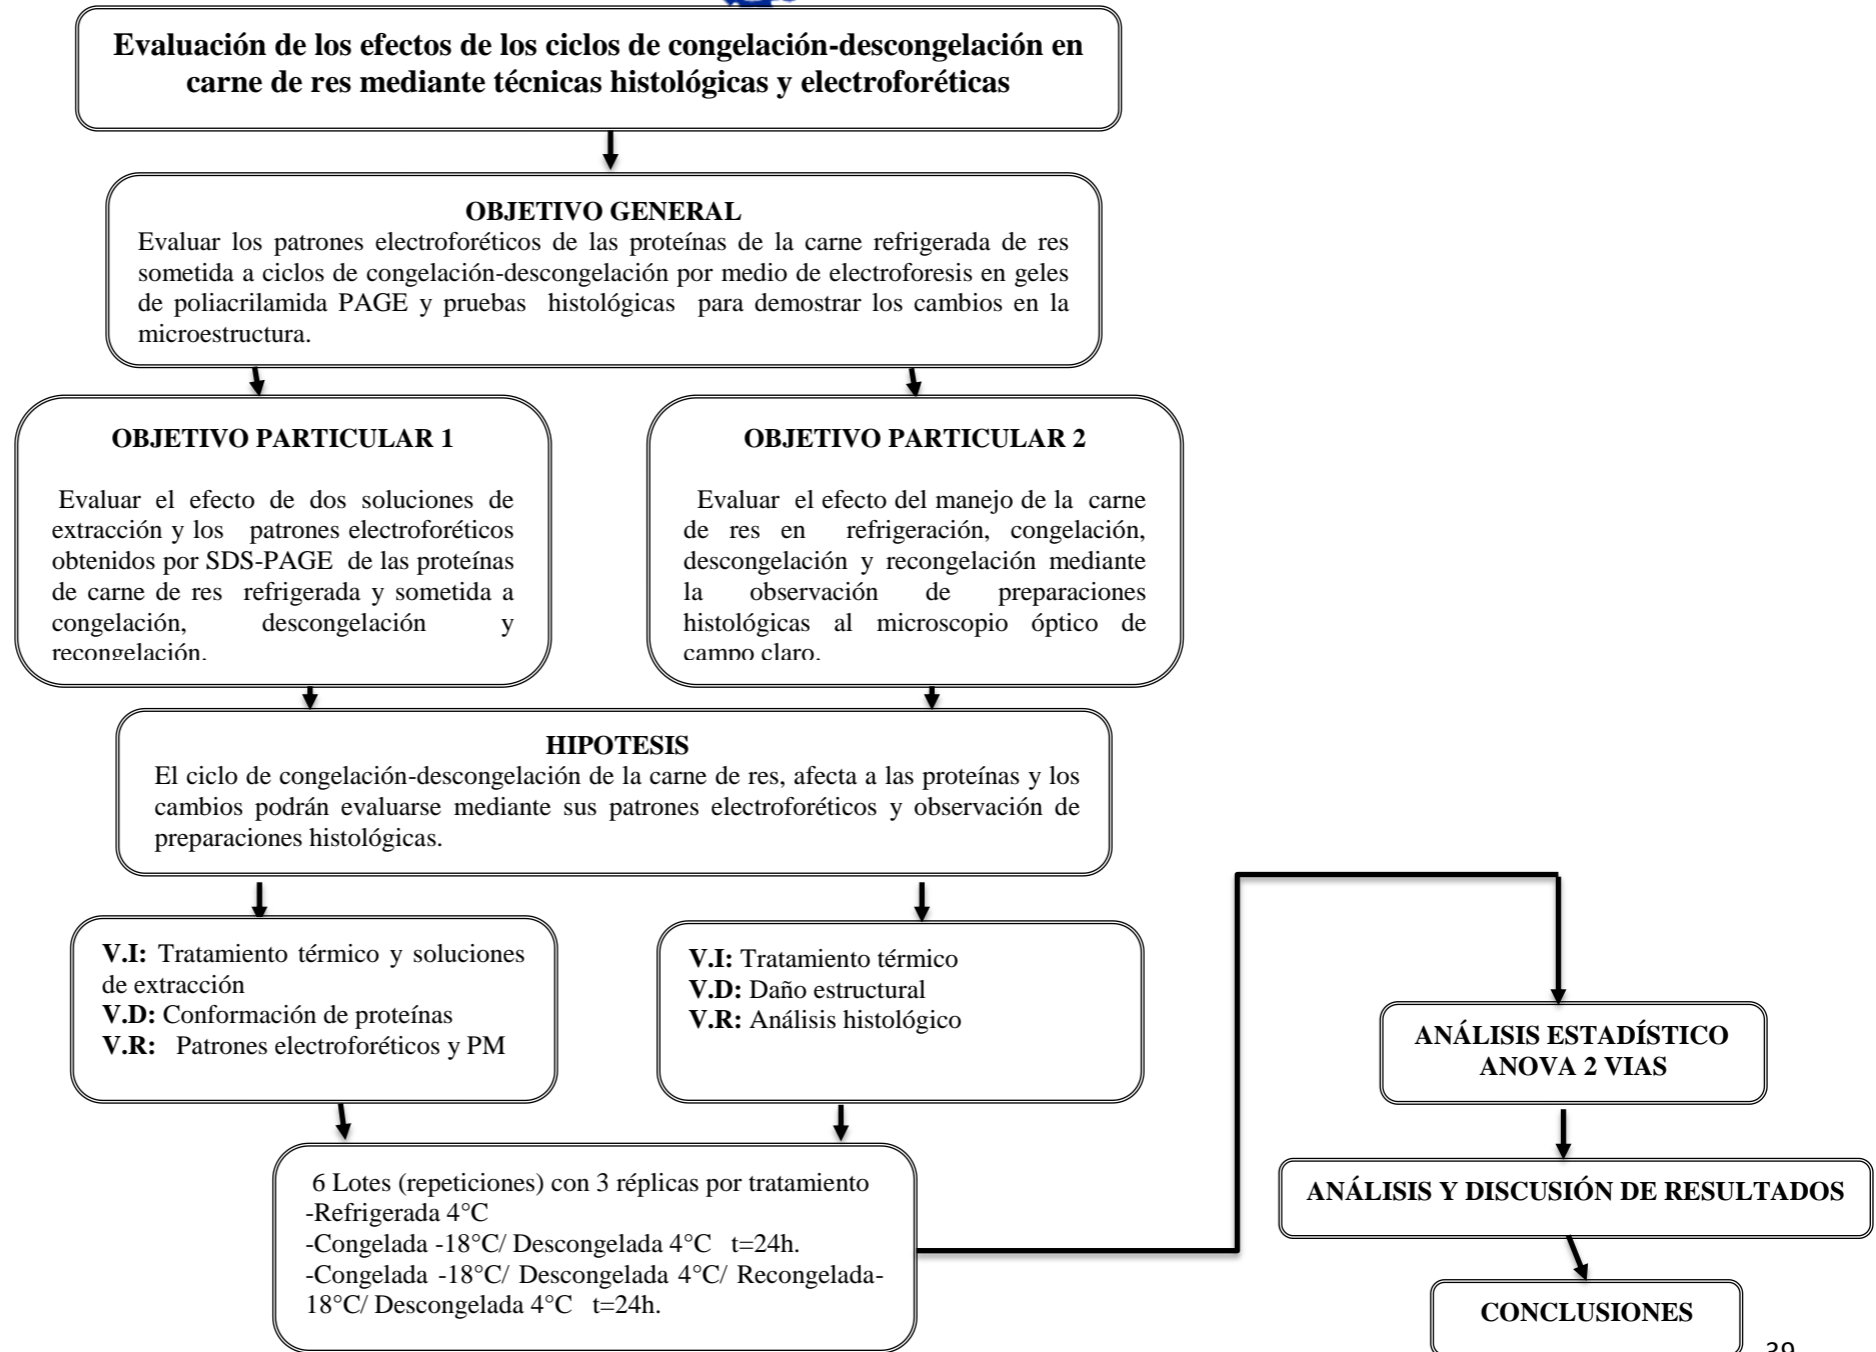 Evaluación de los efectos de los ciclos de congelación-descongelación en
carne de res mediante técnicas histológicas y electroforéticas
OBJETIVO GENERAL
Evaluar los patrones electroforéticos de las proteínas de la carne refrigerada de res
sometida a ciclos de congelación-descongelación por medio de electroforesis en geles
de poliacrilamida PAGE y pruebas histológicas para demostrar los cambios en la
microestructura.
OBJETIVO PARTICULAR 1
Evaluar el efecto de dos soluciones de
extracción y los patrones electroforéticos
obtenidos por SDS-PAGE de las proteínas
de carne de res refrigerada y sometida a
congelación, descongelación y
recongelación.
OBJETIVO PARTICULAR 2
Evaluar el efecto del manejo de la carne
de res en refrigeración, congelación,
descongelación y recongelación mediante
la observación de preparaciones
histológicas al microscopio óptico de
campo claro.
HIPOTESIS
El ciclo de congelación-descongelación de la carne de res, afecta a las proteínas y los
cambios podrán evaluarse mediante sus patrones electroforéticos y observación de
preparaciones histológicas.
V.I: Tratamiento térmico y soluciones
de extracción
V.D: Conformación de proteínas
V.R: Patrones electroforéticos y PM
V.I: Tratamiento térmico
V.D: Daño estructural
V.R: Análisis histológico
6 Lotes (repeticiones) con 3 réplicas por tratamiento
-Refrigerada 4°C
-Congelada -18°C/ Descongelada 4°C t=24h.
-Congelada -18°C/ Descongelada 4°C/ Recongelada-
18°C/ Descongelada 4°C t=24h.
ANÁLISIS ESTADÍSTICO
ANOVA 2 VIAS
ANÁLISIS Y DISCUSIÓN DE RESULTADOS
CONCLUSIONES
39